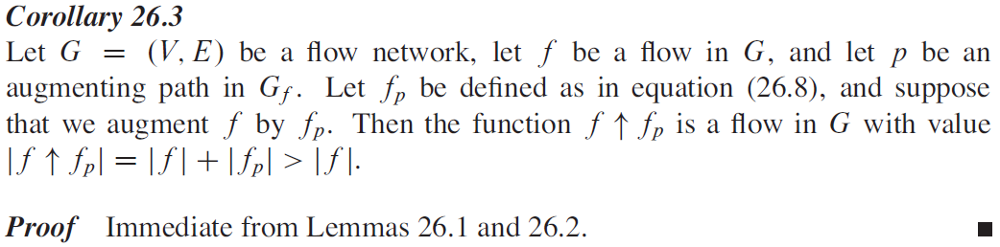 Corollary 26.3
Let G = (V, E) be a flow network, let f be a flow in G, and let p be an
augmenting path in G_f. Let f_p be defined as in equation (26.8), and suppose
that we augment f by f_p. Then the function f ↑ f_p is a flow in G with value
|f ↑ f_p| = |f| + |f_p| > |f|.
Proof Immediate from Lemmas 26.1 and 26.2. ■